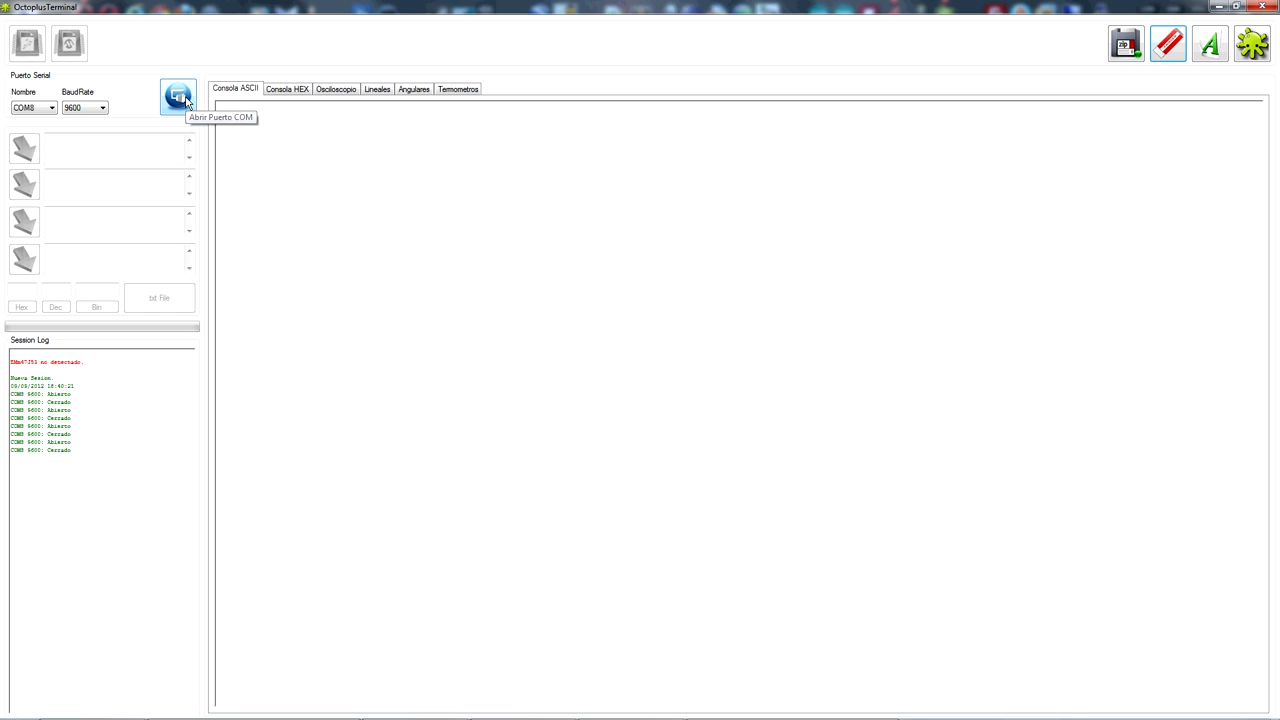 OctoplusTerminal
zip
Puerto Serial
Nombre BaudRate
COM8 9600
Abrir Puerto COM
Consola ASCII Consola HEX Osciloscopio Lineales Angulares Termometros
Hex Dec Bin txt File
Session Log
no detectado.
Nueva Sesion.
09/09/2012 18:40:21
COM8 9600: Abierto
COM8 9600: Cerrado
COM8 9600: Abierto
COM8 9600: Cerrado
COM8 9600: Abierto
COM8 9600: Cerrado
COM8 9600: Abierto
COM8 9600: Cerrado